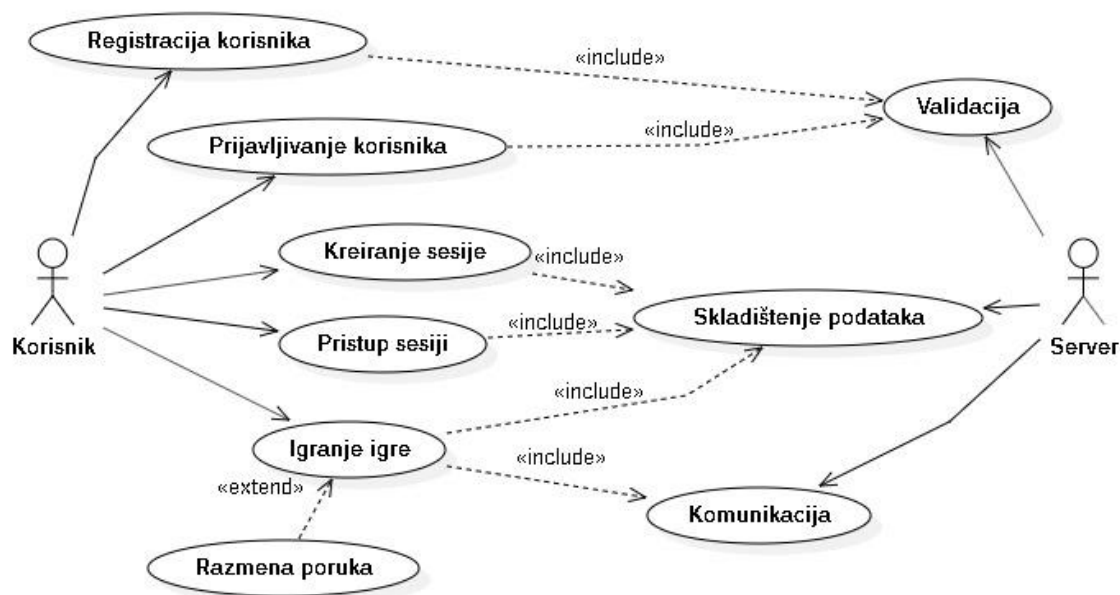 Registracija korisnika
«include»
Validacija
«include»
Prijavljivanje korisnika
Kreiranje sesije
«include»
Skladištenje podataka
«include»
Pristup sesiji
Korisnik
Server
«include»
Igranje igre
«include»
«extend»
Komunikacija
Razmena poruka